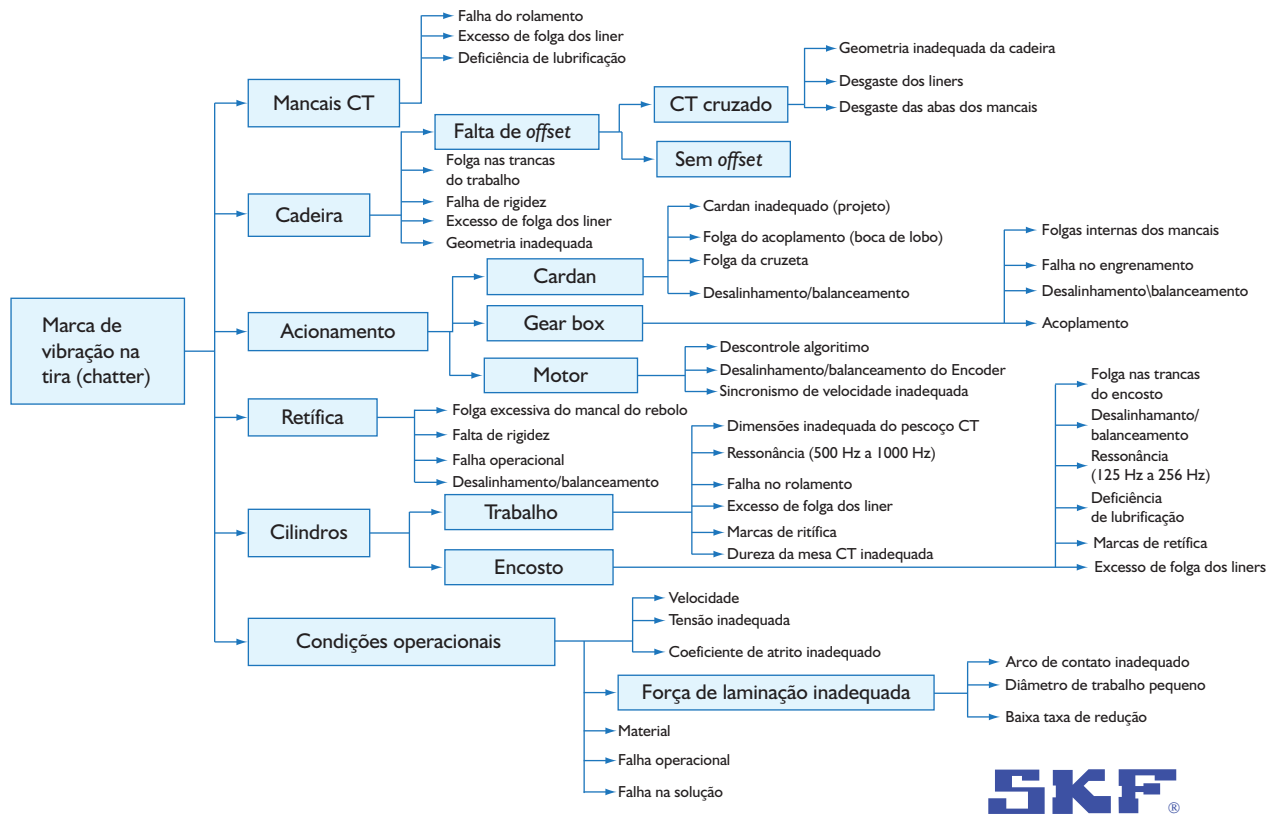 Marca de
vibração na
tira (chatter)
Mancais CT
Falha do rolamento
Excesso de folga dos liner
Deficiência de lubrificação
Cadeira
Falta de offset
CT cruzado
Geometria inadequada da cadeira
Desgaste dos liners
Desgaste das abas dos mancais
Sem offset
Folga nas trancas
do trabalho
Falha de rigidez
Excesso de folga dos liner
Geometria inadequada
Acionamento
Cardan
Cardan inadequado (projeto)
Folga do acoplamento (boca de lobo)
Folga da cruzeta
Desalinhamento/balanceamento
Gear box
Folgas internas dos mancais
Falha no engrenamento
Desalinhamento\balanceamento
Acoplamento
Motor
Descontrole algoritimo
Desalinhamento/balanceamento do Encoder
Sincronismo de velocidade inadequada
Retífica
Folga excessiva do mancal do rebolo
Falta de rigidez
Falha operacional
Desalinhamento/balanceamento
Cilindros
Trabalho
Dimensões inadequada do pescoço CT
Ressonância (500 Hz a 1000 Hz)
Falha no rolamento
Excesso de folga dos liner
Marcas de ritífica
Dureza da mesa CT inadequada
Encosto
Folga nas trancas
do encosto
Desalinhamanto/
balanceamento
Ressonância
(125 Hz a 256 Hz)
Deficiência
de lubrificação
Marcas de retífica
Excesso de folga dos liners
Condições operacionais
Velocidade
Tensão inadequada
Coeficiente de atrito inadequado
Força de laminação inadequada
Arco de contato inadequado
Diâmetro de trabalho pequeno
Baixa taxa de redução
Material
Falha operacional
Falha na solução
SKF®